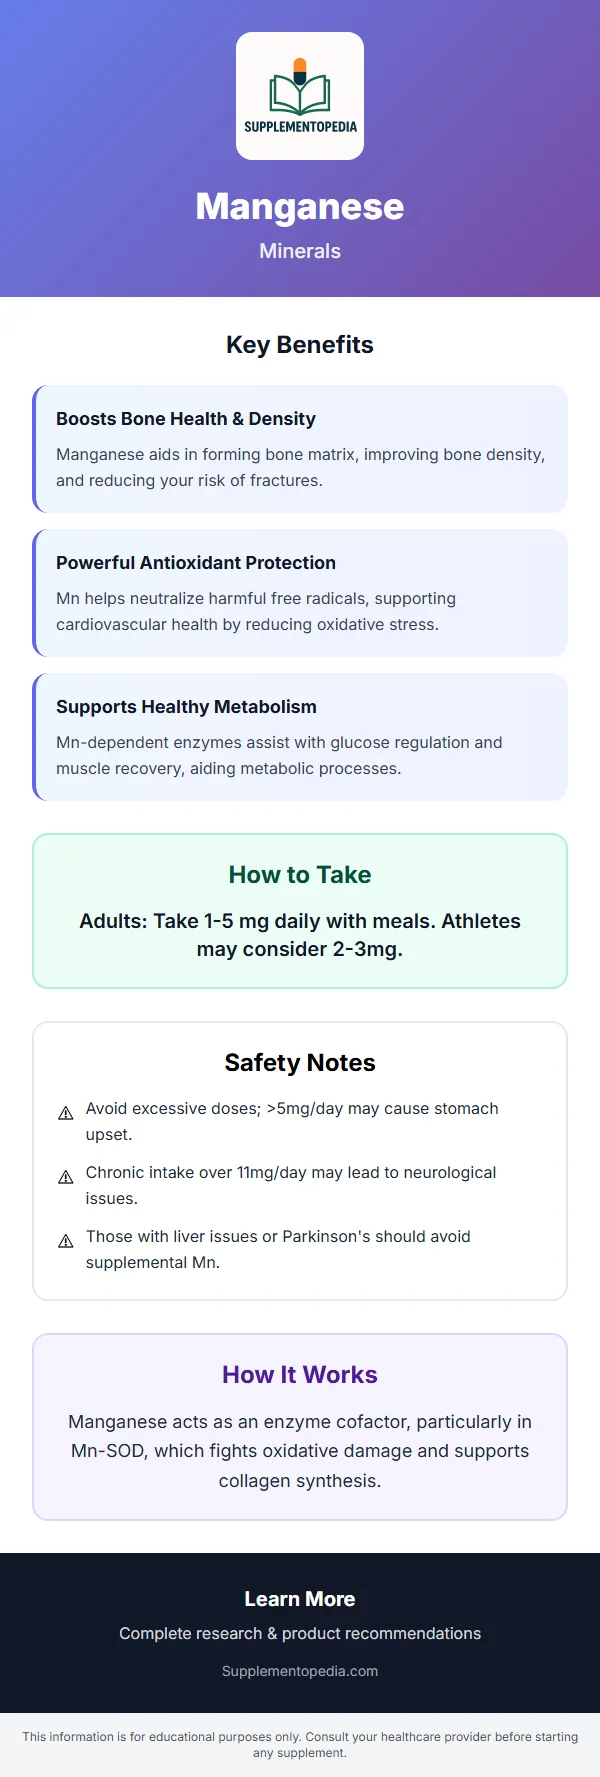 SUPPLEMENTOPEDIA
Manganese
Minerals
Key Benefits
Boosts Bone Health & Density
Manganese aids in forming bone matrix, improving bone density,
and reducing your risk of fractures.
Powerful Antioxidant Protection
Mn helps neutralize harmful free radicals, supporting
cardiovascular health by reducing oxidative stress.
Supports Healthy Metabolism
Mn-dependent enzymes assist with glucose regulation and
muscle recovery, aiding metabolic processes.
How to Take
Adults: Take 1-5 mg daily with meals. Athletes
may consider 2-3mg.
Safety Notes
Avoid excessive doses; >5mg/day may cause stomach
upset.
Chronic intake over 11mg/day may lead to neurological
issues.
Those with liver issues or Parkinson's should avoid
supplemental Mn.
How It Works
Manganese acts as an enzyme cofactor, particularly in
Mn-SOD, which fights oxidative damage and supports
collagen synthesis.
Learn More
Complete research & product recommendations
Supplementopedia.com
This information is for educational purposes only. Consult your healthcare provider before starting
any supplement.